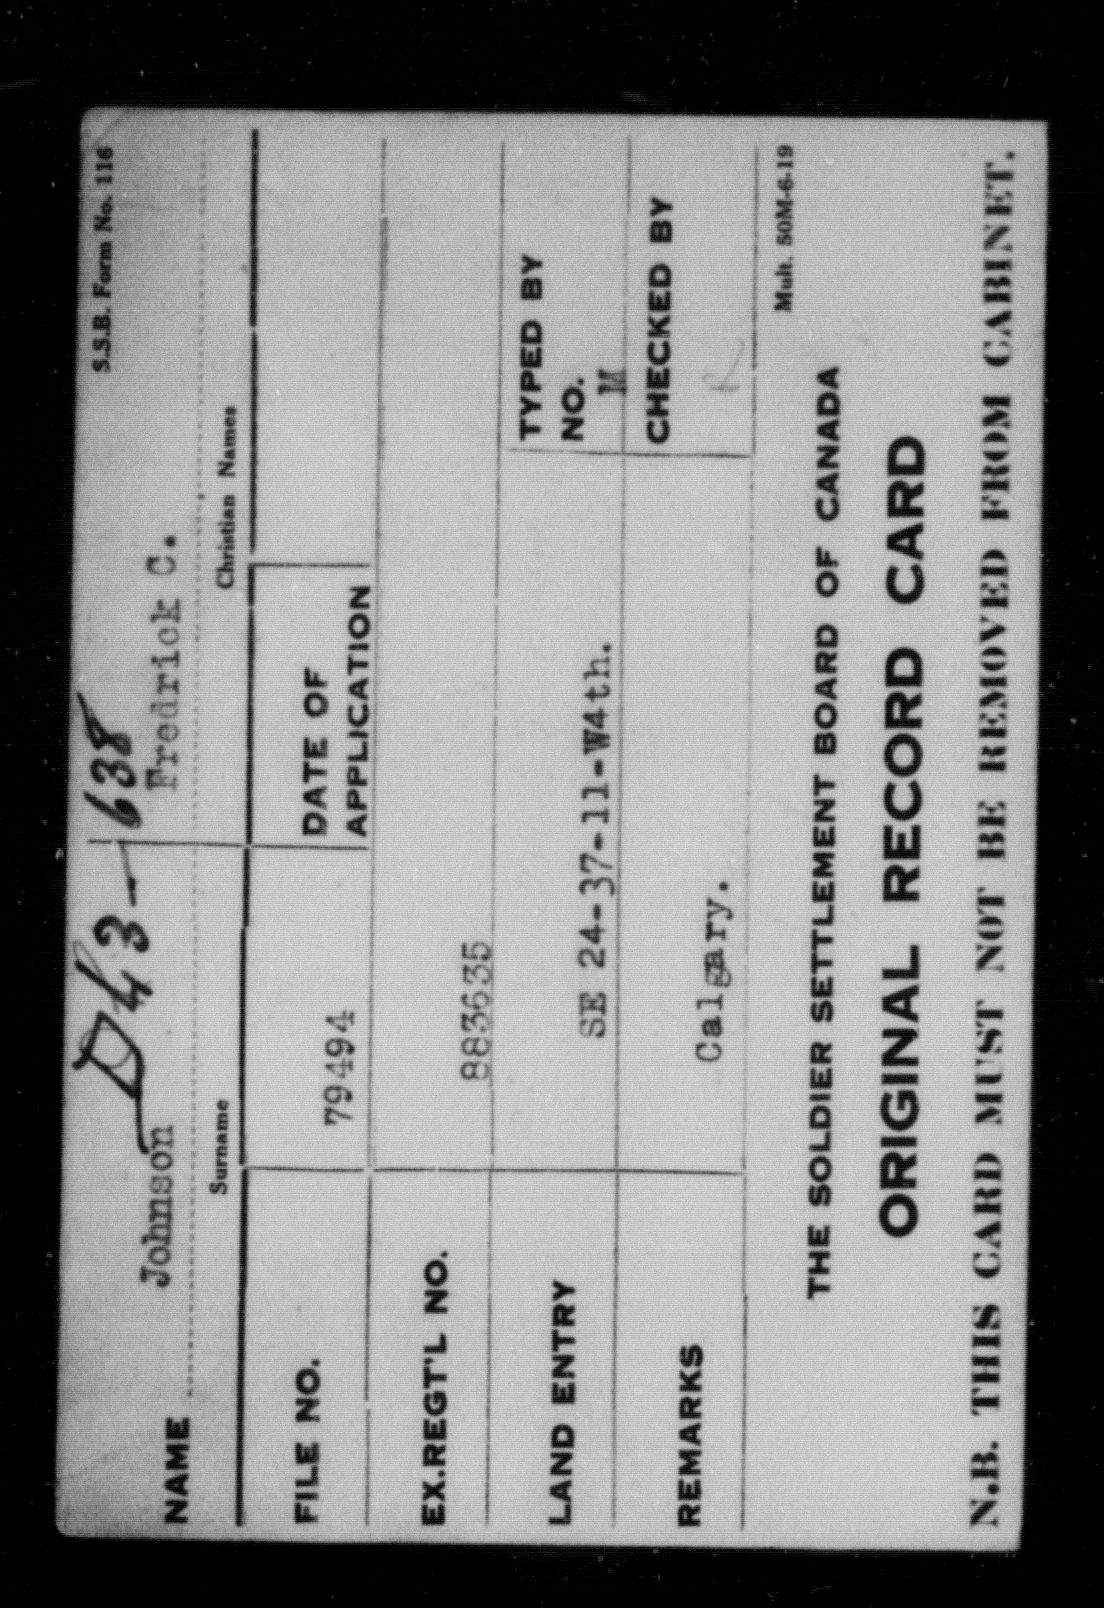 S.S.B. Form No. 116
D43-638
NAME Johnson Fredrick C.
Surname Christian Names
FILE NO. 79494 DATE OF APPLICATION
EX.REGT'L NO. 883635
LAND ENTRY SE 24-37-11-W4th. TYPED BY NO. M
REMARKS Calgary. CHECKED BY
Mult. 50M-6-19
THE SOLDIER SETTLEMENT BOARD OF CANADA
ORIGINAL RECORD CARD
N.B. THIS CARD MUST NOT BE REMOVED FROM CABINET.